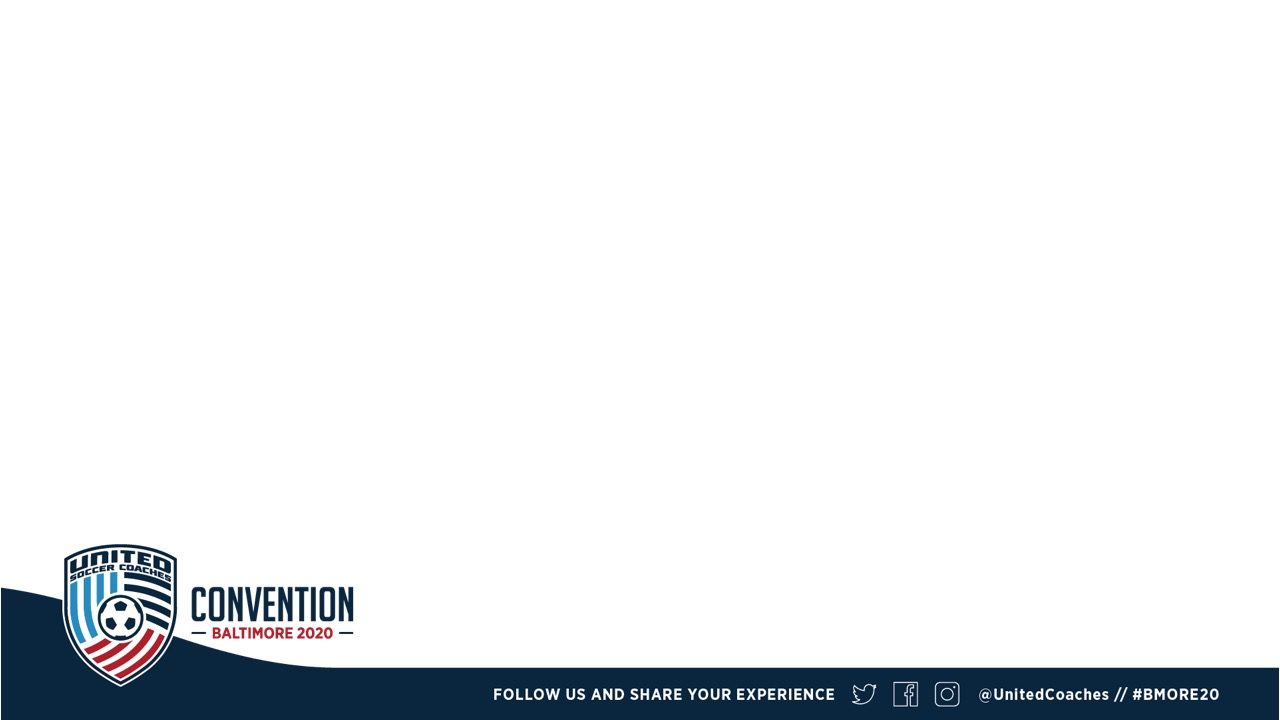 UNITED
SOCCER COACHES
CONVENTION
BALTIMORE 2020
FOLLOW US AND SHARE YOUR EXPERIENCE @UnitedCoaches // #BMORE20